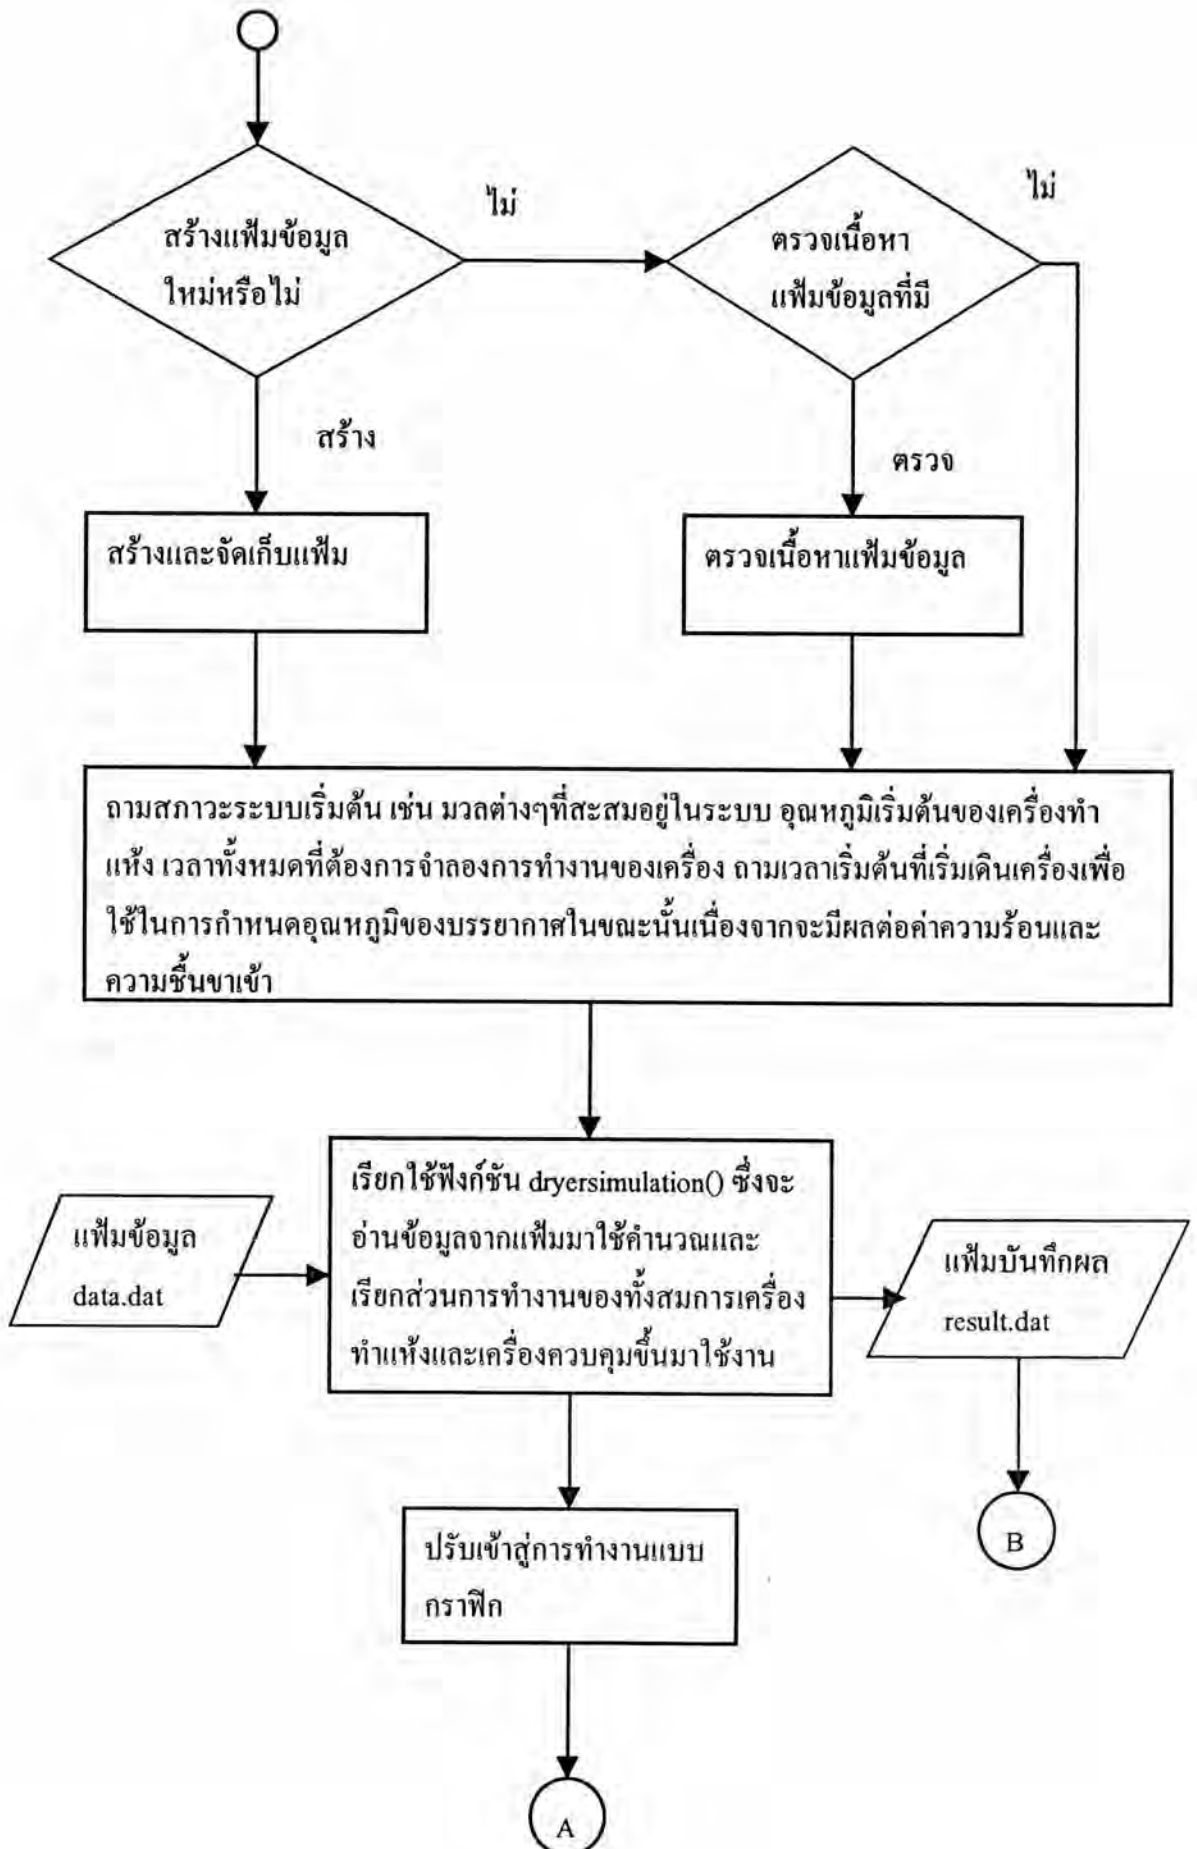 สร้างแฟ้มข้อมูล
ใหม่หรือไม่
ไม่
ตรวจเนื้อหา
แฟ้มข้อมูลที่มี
ไม่
สร้าง
ตรวจ
สร้างและจัดเก็บแฟ้ม
ตรวจเนื้อหาแฟ้มข้อมูล
ถามสภาวะระบบเริ่มต้น เช่น มวลต่างๆที่สะสมอยู่ในระบบ อุณหภูมิเริ่มต้นของเครื่องทำ
แห้ง เวลาทั้งหมดที่ต้องการจำลองการทำงานของเครื่อง ถามเวลาเริ่มต้นที่เริ่มเดินเครื่องเพื่อ
ใช้ในการกำหนดอุณหภูมิของบรรยากาศในขณะนั้นเนื่องจากจะมีผลต่อค่าความร้อนและ
ความชื้นขาเข้า
แฟ้มข้อมูล
data.dat
เรียกใช้ฟังก์ชัน dryersimulation() ซึ่งจะ
อ่านข้อมูลจากแฟ้มมาใช้คำนวณและ
เรียกส่วนการทำงานของทั้งสมการเครื่อง
ทำแห้งและเครื่องควบคุมขึ้นมาใช้งาน
แฟ้มบันทึกผล
result.dat
ปรับเข้าสู่การทำงานแบบ
กราฟิก
B
A